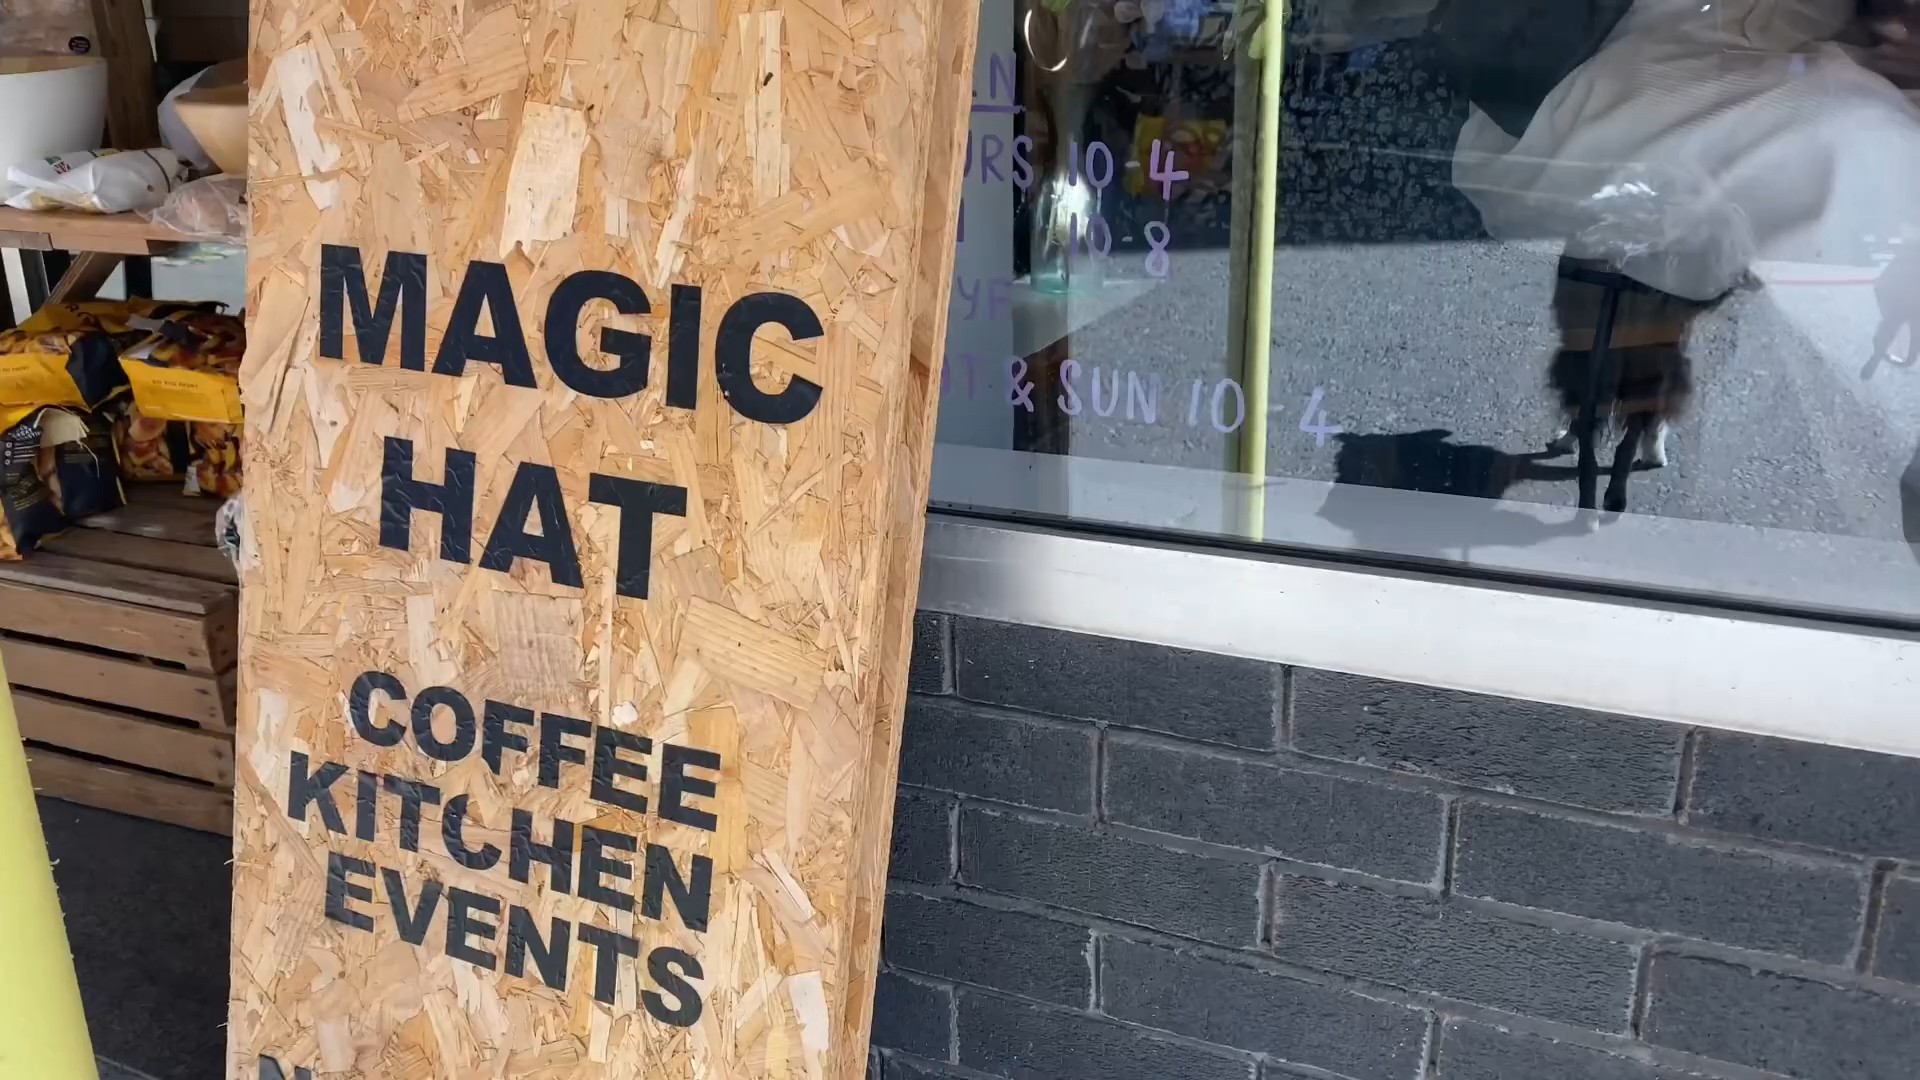 MAGIC
HAT
COFFEE
KITCHEN
EVENTS
10-4
10-8
& SUN 10-4